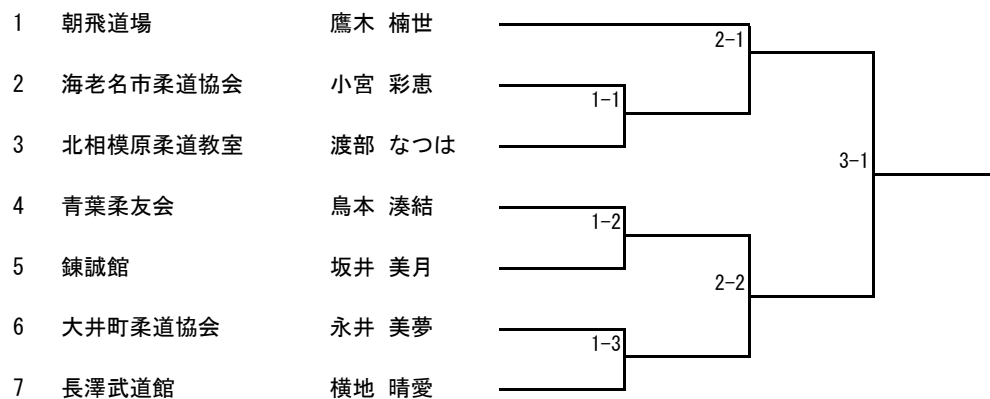 1 朝飛道場 鷹木 楠世
2-1
2 海老名市柔道協会 小宮 彩恵
1-1
3 北相模原柔道教室 渡部 なつは
3-1
4 青葉柔友会 鳥本 湊結
1-2
5 錬誠館 坂井 美月
2-2
6 大井町柔道協会 永井 美夢
1-3
7 長澤武道館 横地 晴愛